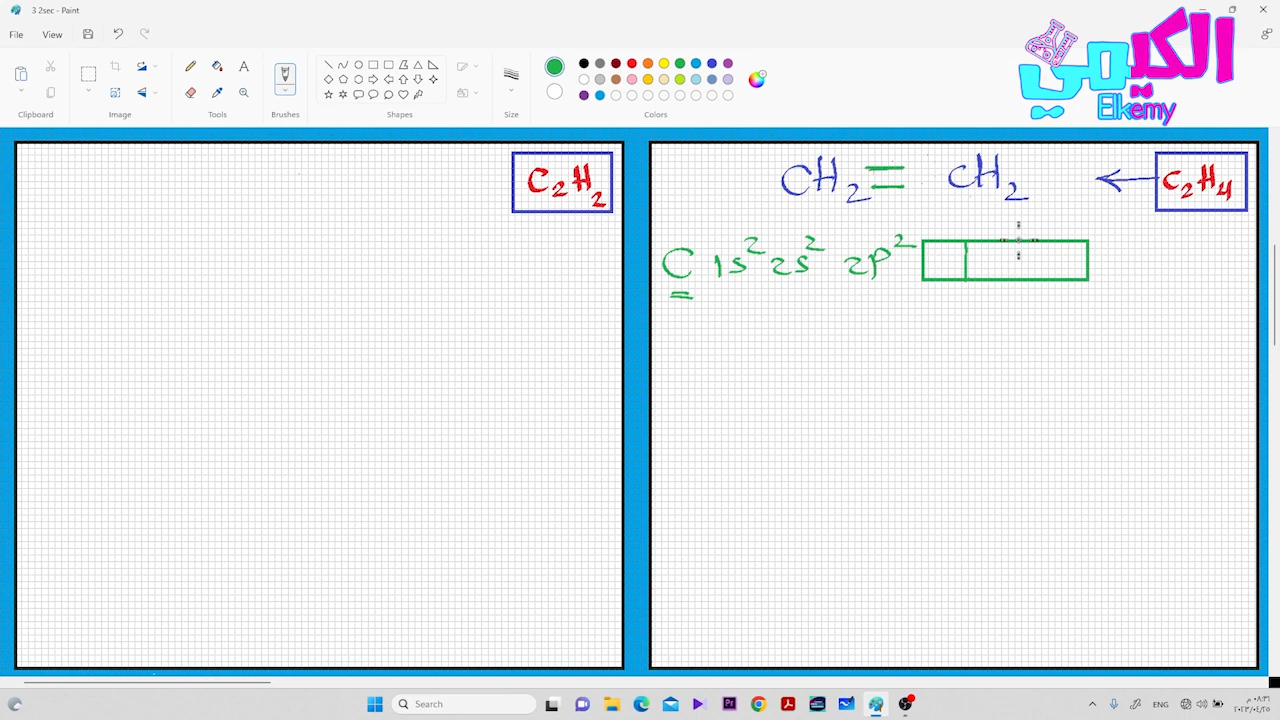 3 2sec - Paint
File View
Clipboard Image Tools Brushes Shapes Size Colors
الكيمي
Elkemy
C2H2
CH2 = CH2 ← C2H4
C 1s² 2s² 2p²
Search